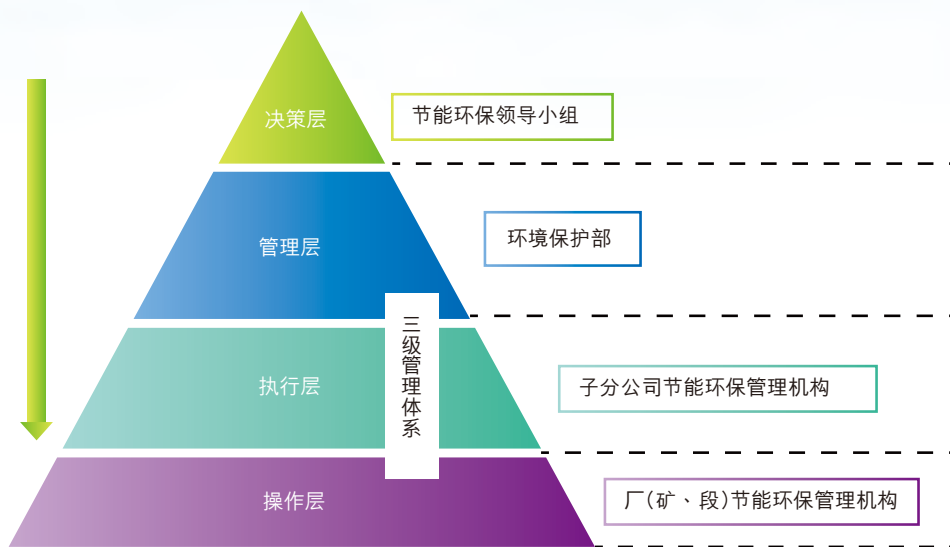 决策层
节能环保领导小组
管理层
环境保护部
三级管理体系
执行层
子分公司节能环保管理机构
操作层
厂(矿、段)节能环保管理机构